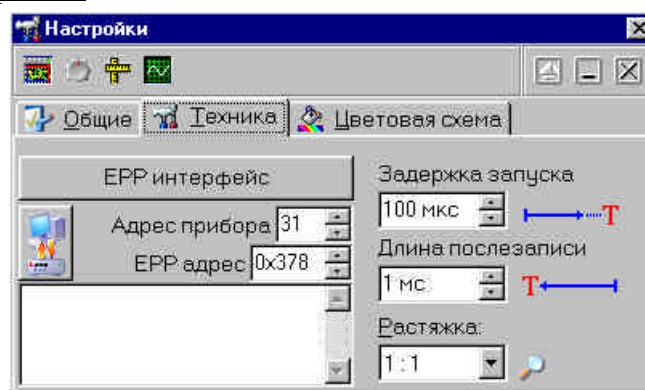 Настройки
Общие Техника Цветовая схема
EPP интерфейс
Адрес прибора 31
EPP адрес 0x378
Задержка запуска
100 мкс
T
Длина послезаписи
1 мс
T
Растяжка:
1:1